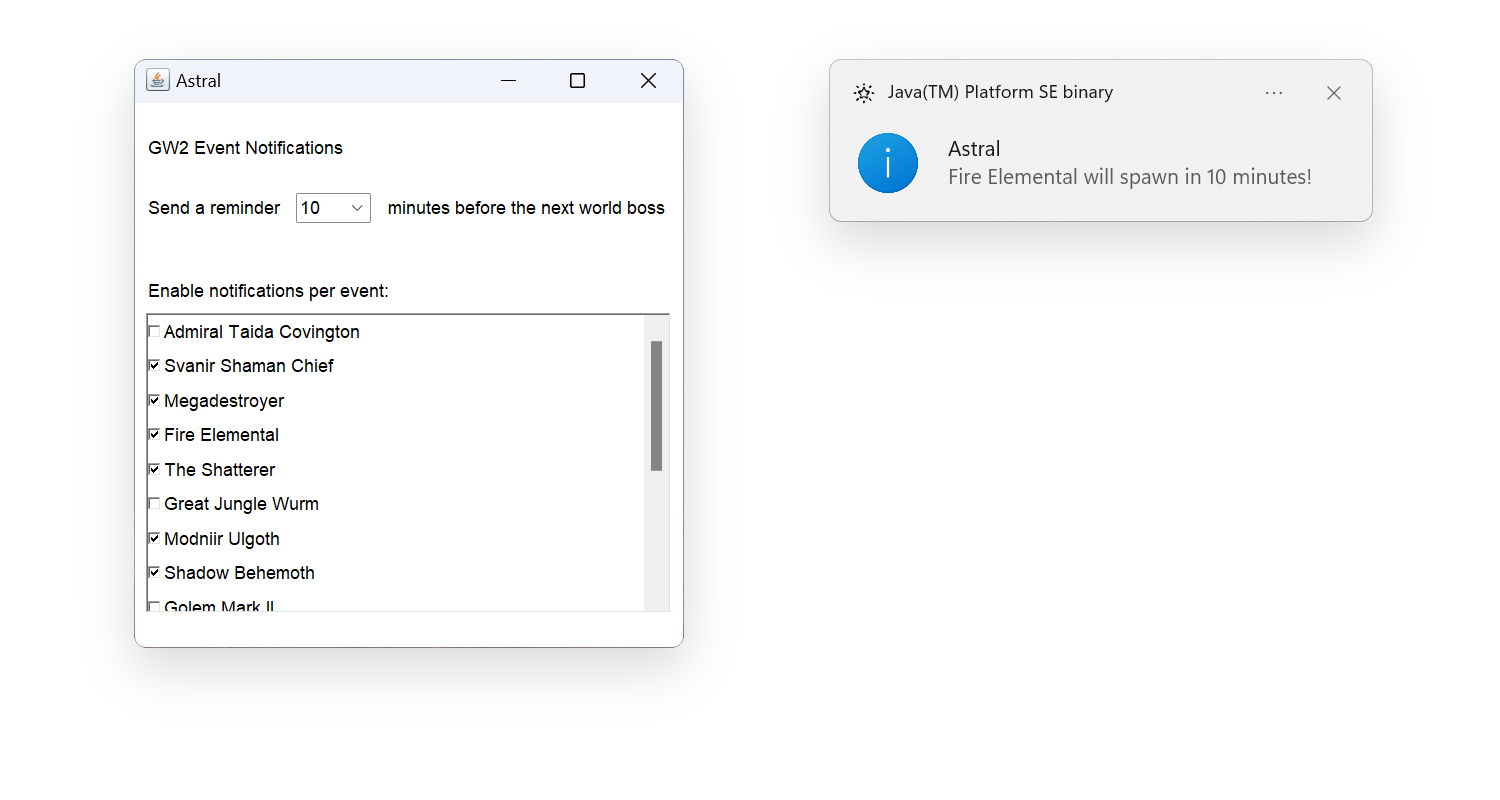 Astral
GW2 Event Notifications
Send a reminder 10 minutes before the next world boss
Enable notifications per event:
Admiral Taida Covington
Svanir Shaman Chief
Megadestroyer
Fire Elemental
The Shatterer
Great Jungle Wurm
Modniir Ulgoth
Shadow Behemoth
Golem Mark II
Java(TM) Platform SE binary
Astral
Fire Elemental will spawn in 10 minutes!